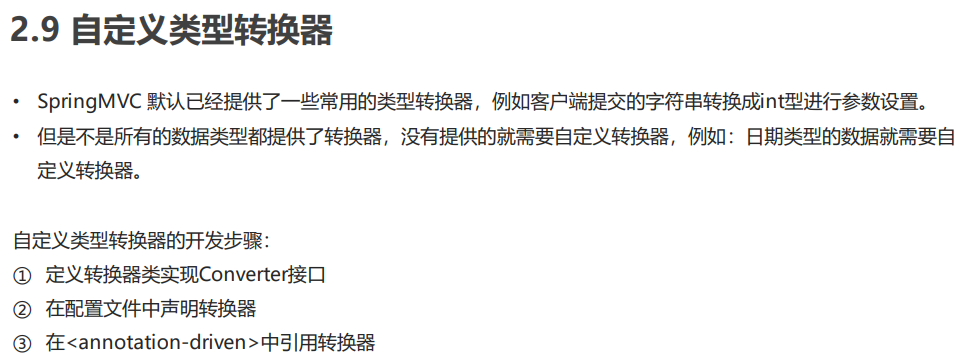 2.9 自定义类型转换器
• SpringMVC 默认已经提供了一些常用的类型转换器，例如客户端提交的字符串转换成int型进行参数设置。
• 但是不是所有的数据类型都提供了转换器，没有提供的就需要自定义转换器，例如：日期类型的数据就需要自
定义转换器。
自定义类型转换器的开发步骤：
① 定义转换器类实现Converter接口
② 在配置文件中声明转换器
③ 在<annotation-driven>中引用转换器